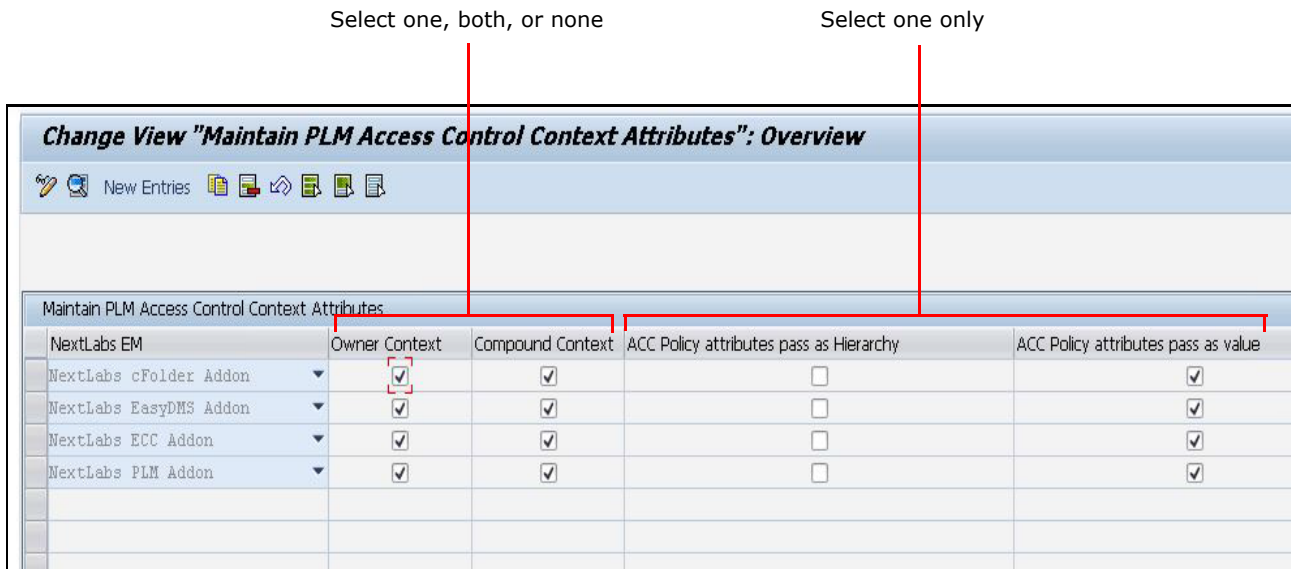 Select one, both, or none Select one only
Change View "Maintain PLM Access Control Context Attributes": Overview
New Entries
Maintain PLM Access Control Context Attributes
NextLabs EM Owner Context Compound Context ACC Policy attributes pass as Hierarchy ACC Policy attributes pass as value
NextLabs cFolder Addon
NextLabs EasyDMS Addon
NextLabs ECC Addon
NextLabs PLM Addon